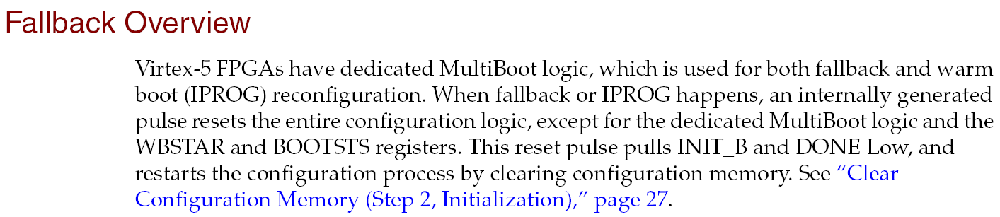 Fallback Overview
Virtex-5 FPGAs have dedicated MultiBoot logic, which is used for both fallback and warm
boot (IPROG) reconfiguration. When fallback or IPROG happens, an internally generated
pulse resets the entire configuration logic, except for the dedicated MultiBoot logic and the
WBSTAR and BOOTSTS registers. This reset pulse pulls INIT_B and DONE Low, and
restarts the configuration process by clearing configuration memory. See “Clear
Configuration Memory (Step 2, Initialization),” page 27.